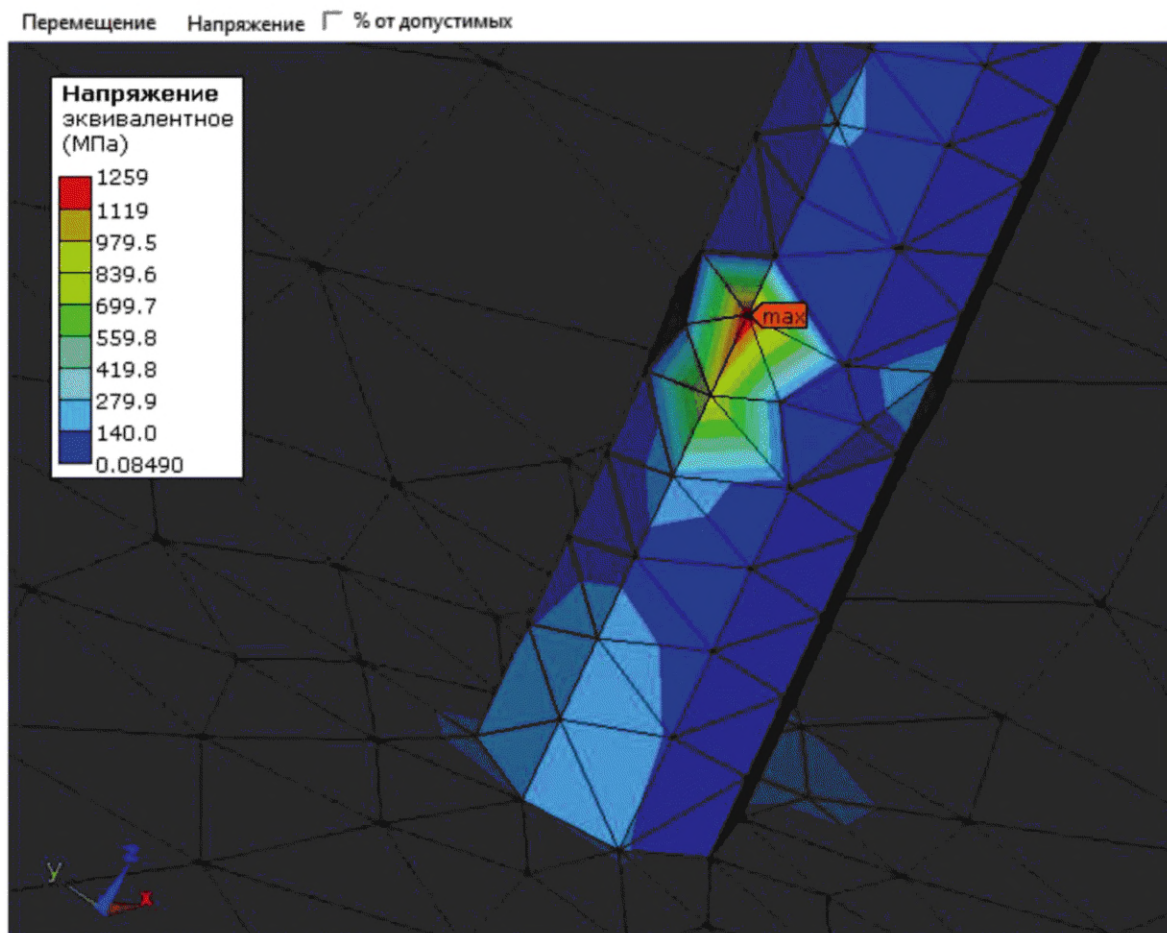 Перемещение Напряжение % от допустимых
Напряжение
эквивалентное
(МПа)
1259
1119
979.5
839.6
699.7
559.8
419.8
279.9
140.0
0.08490
max
y z x